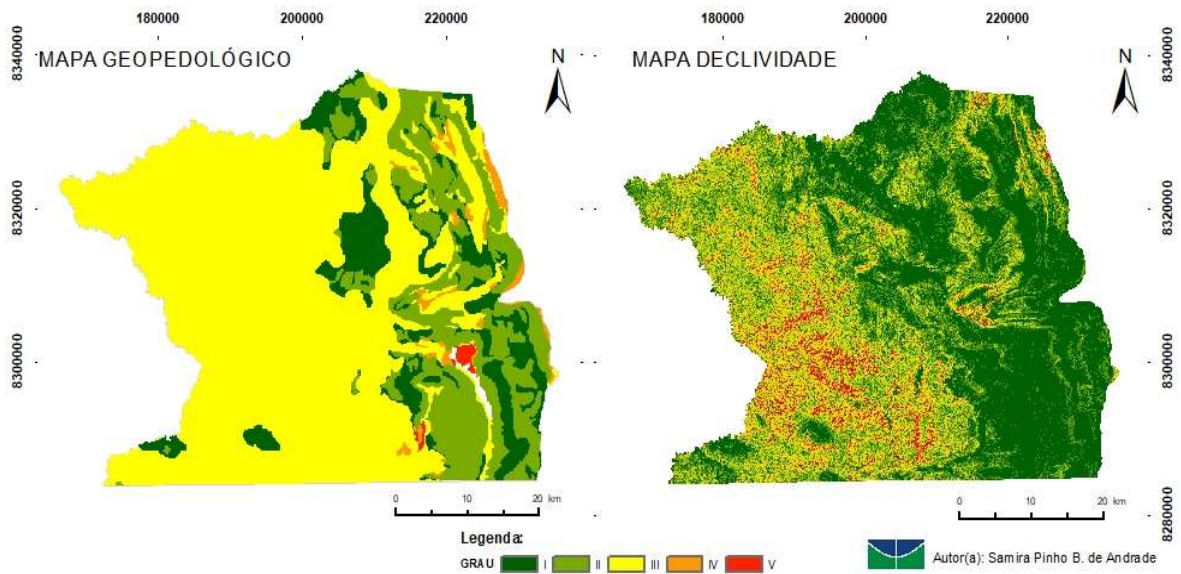 180000 200000 220000
180000 200000 220000
8340000
8320000
8300000
MAPA GEOPEDOLÓGICO
N
MAPA DECLIVIDADE
N
8340000
8320000
8300000
8280000
0 10 20 km
0 10 20 km
Legenda:
GRAU I II III IV V
Autor(a): Samira Pinho B. de Andrade